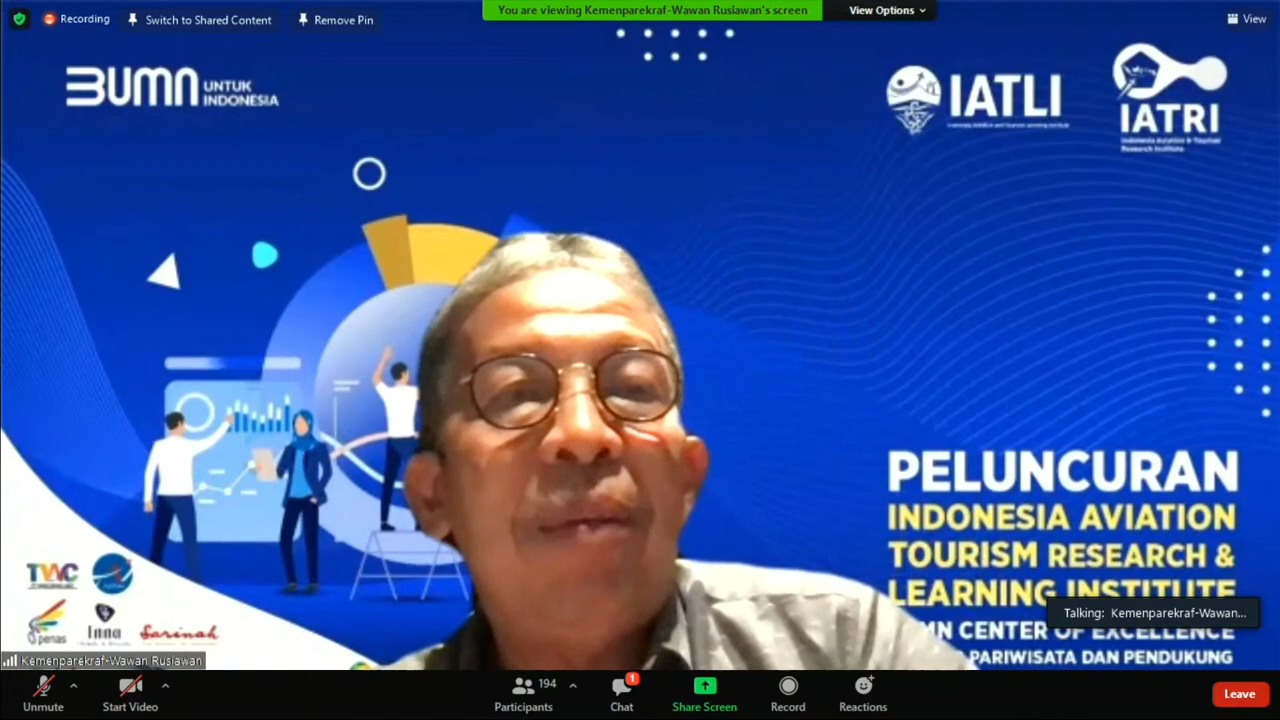 You are viewing Kemenparekraf-Wawan Rusiawan's screen
View Options
Recording
Switch to Shared Content
Remove Pin
View
BUMN UNTUK INDONESIA
IATLI
IATRI
Indonesia Aviation & Tourism
Research Institute
PELUNCURAN
INDONESIA AVIATION
TOURISM RESEARCH &
LEARNING INSTITUTE
CENTER OF EXCELLENCE
PARIWISATA DAN PENDUKUNG
Talking: Kemenparekraf-Wawan...
TWC
penas
Inna
Sarinah
Kemenparekraf-Wawan Rusiawan
Unmute
Start Video
Participants
194
Chat
1
Share Screen
Record
Reactions
Leave